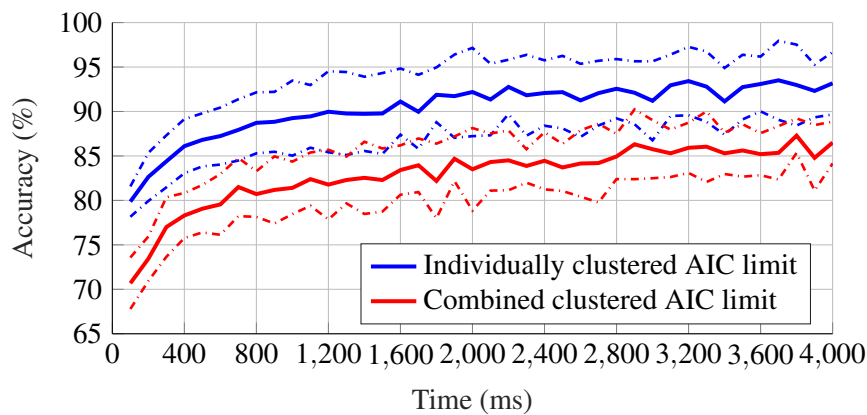 Accuracy (%)
100
95
90
85
80
75
70
65
Individually clustered AIC limit
Combined clustered AIC limit
0 400 800 1,200 1,600 2,000 2,400 2,800 3,200 3,600 4,000
Time (ms)